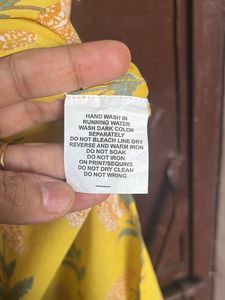 HAND WASH IN
RUNNING WATER
WASH DARK COLOR
SEPARATELY
DO NOT BLEACH LINE DRY
REVERSE AND WARM IRON
DO NOT SOAK
DO NOT IRON
ON PRINT/SEQUINS
DO NOT DRY CLEAN
DO NOT WRING